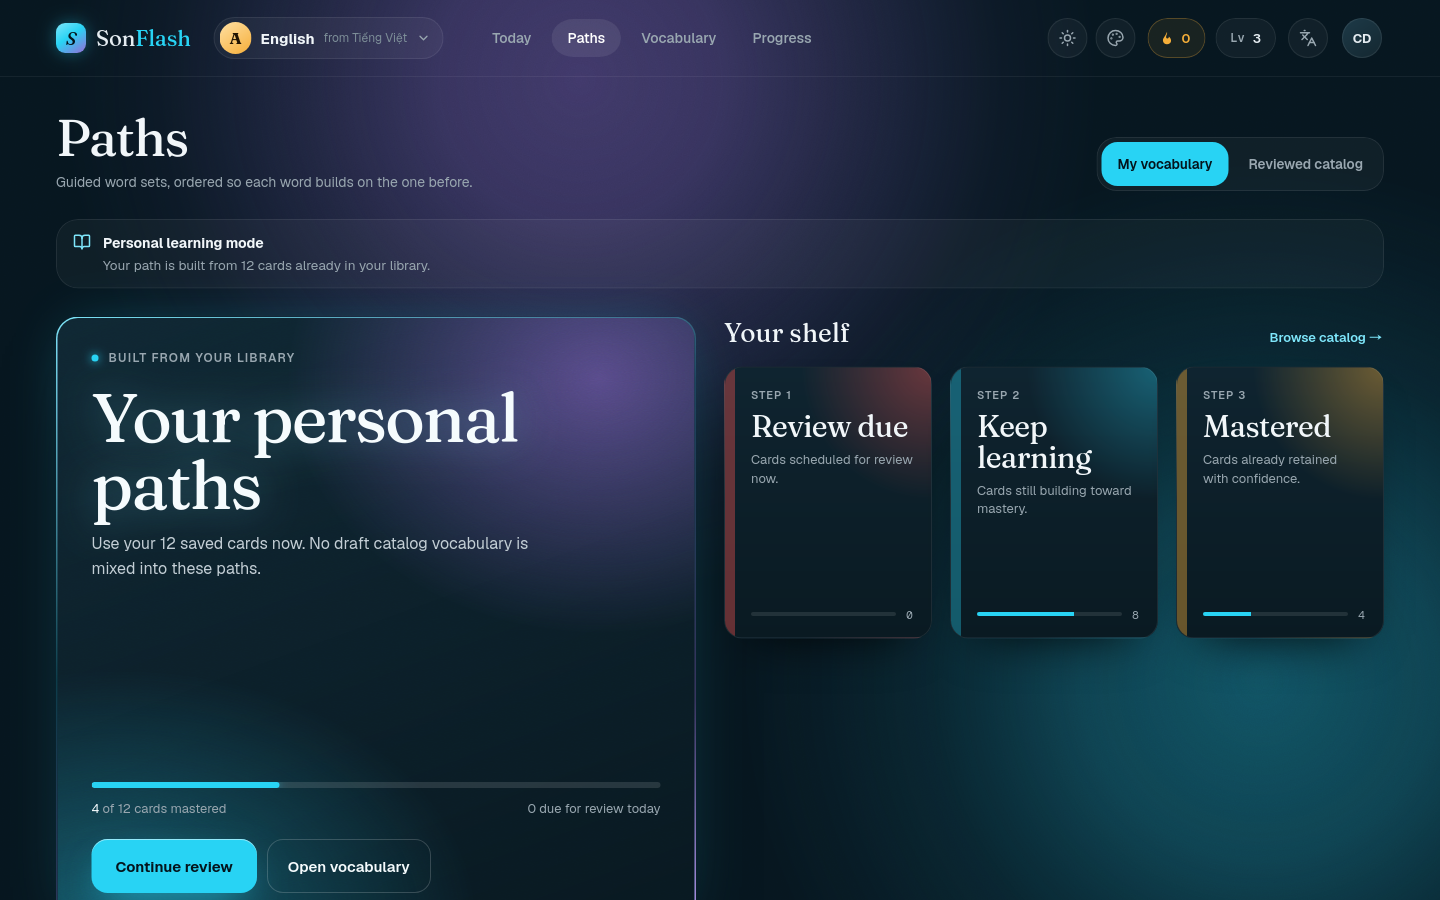 S SonFlash
A English from Tiếng Việt
Today Paths Vocabulary Progress
0
Lv 3
CD
Paths
Guided word sets, ordered so each word builds on the one before.
My vocabulary Reviewed catalog
Personal learning mode
Your path is built from 12 cards already in your library.
BUILT FROM YOUR LIBRARY
Your personal
paths
Use your 12 saved cards now. No draft catalog vocabulary is
mixed into these paths.
4 of 12 cards mastered 0 due for review today
Continue review Open vocabulary
Your shelf
Browse catalog →
STEP 1
Review due
Cards scheduled for review
now.
0
STEP 2
Keep
learning
Cards still building toward
mastery.
8
STEP 3
Mastered
Cards already retained
with confidence.
4